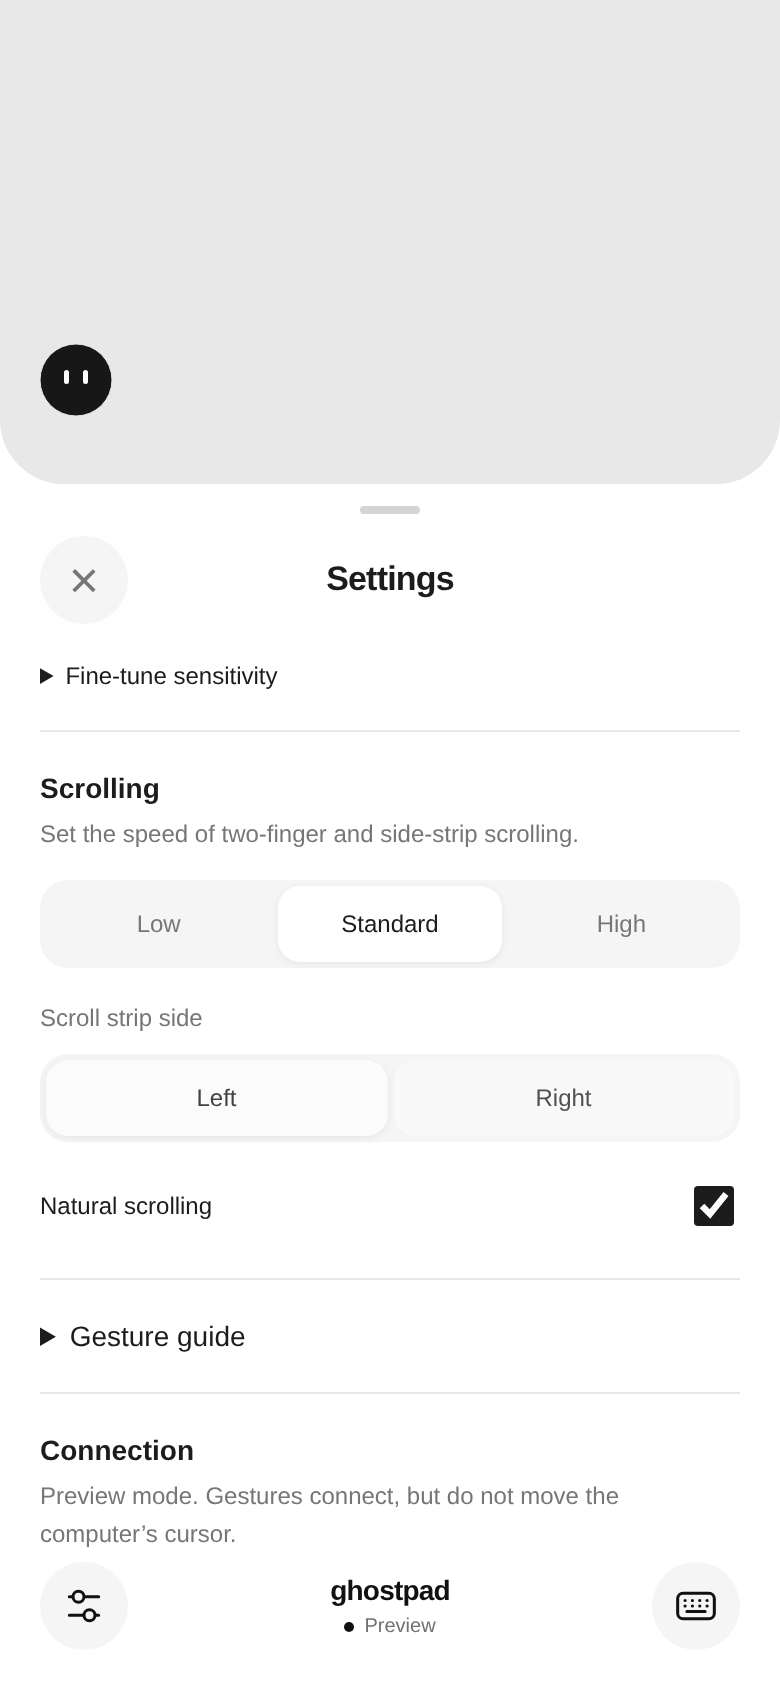 Settings
Fine-tune sensitivity
Scrolling
Set the speed of two-finger and side-strip scrolling.
Low
Standard
High
Scroll strip side
Left
Right
Natural scrolling
Gesture guide
Connection
Preview mode. Gestures connect, but do not move the
computer’s cursor.
ghostpad
Preview